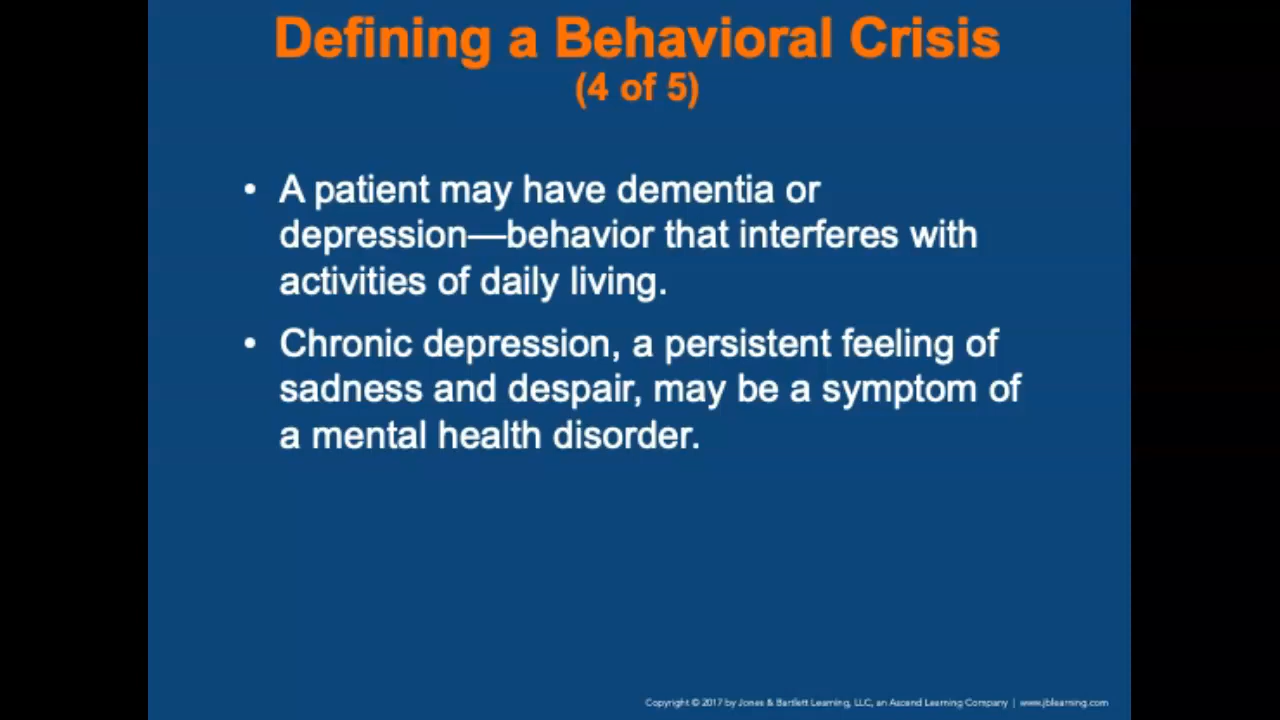 Defining a Behavioral Crisis
(4 of 5)
• A patient may have dementia or
depression—behavior that interferes with
activities of daily living.
• Chronic depression, a persistent feeling of
sadness and despair, may be a symptom of
a mental health disorder.
Copyright © 2017 by Jones & Bartlett Learning, LLC, an Ascend Learning Company | www.jblearning.com